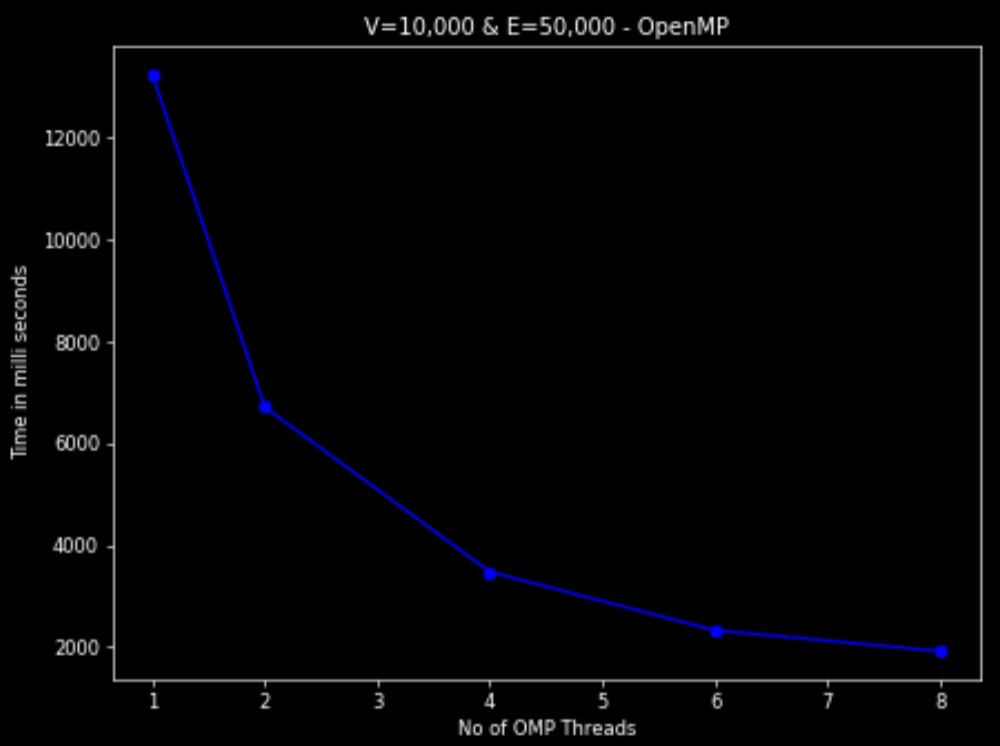 V=10,000 & E=50,000 - OpenMP
12000
10000
8000
6000
4000
2000
Time in milli seconds
1 2 3 4 5 6 7 8
No of OMP Threads